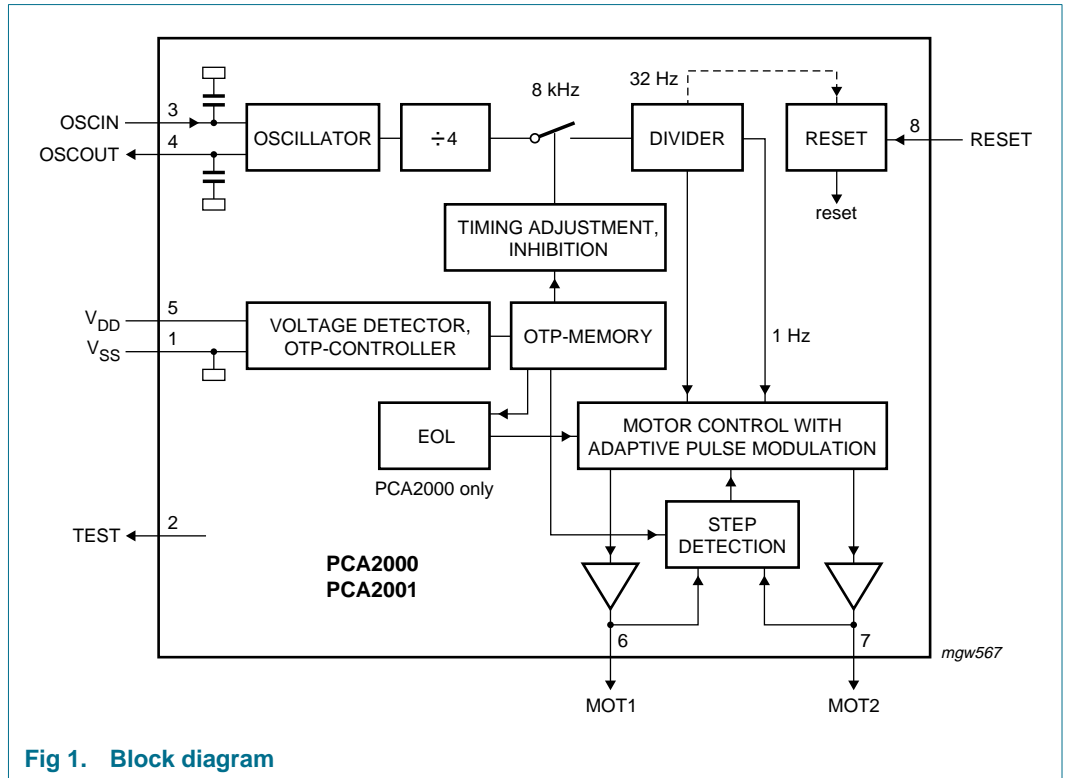 32 Hz
8 kHz
3
OSCIN
OSCILLATOR
÷4
DIVIDER
RESET
8
RESET
4
OSCOUT
reset
TIMING ADJUSTMENT,
INHIBITION
5
VDD
VOLTAGE DETECTOR,
OTP-CONTROLLER
OTP-MEMORY
1 Hz
1
VSS
EOL
MOTOR CONTROL WITH
ADAPTIVE PULSE MODULATION
PCA2000 only
2
TEST
STEP
DETECTION
PCA2000
PCA2001
6
7
mgw567
MOT1
MOT2
Fig 1. Block diagram